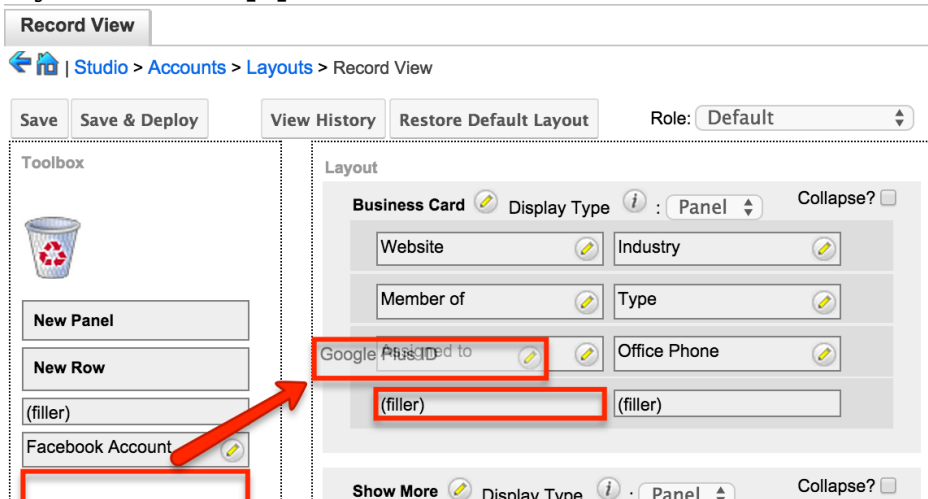 Record View
| Studio > Accounts > Layouts > Record View
Save Save & Deploy View History Restore Default Layout Role: Default
Toolbox
Layout
Business Card Display Type i : Panel Collapse?
Website Industry
Member of Type
New Panel
Google Plus ID Assigned to Office Phone
New Row
(filler) (filler)
(filler)
Facebook Account
Show More Display Type i : Panel Collapse?